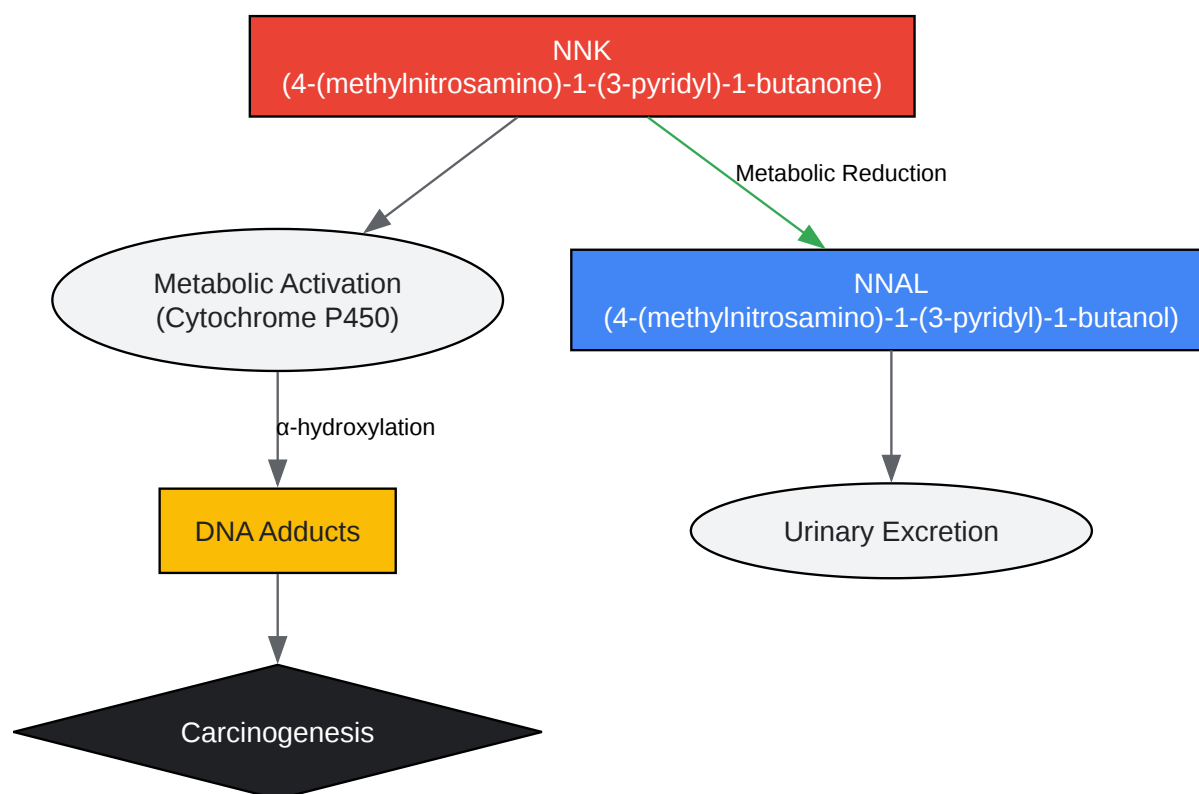 NNK
(4-(methylnitrosamino)-1-(3-pyridyl)-1-butanone)
Metabolic Reduction
Metabolic Activation
(Cytochrome P450)
NNAL
(4-(methylnitrosamino)-1-(3-pyridyl)-1-butanol)
α-hydroxylation
DNA Adducts
Urinary Excretion
Carcinogenesis